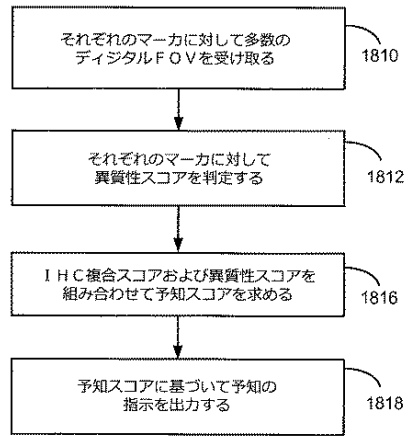 それぞれのマーカに対して多数の
ディジタルFOVを受け取る
1810
それぞれのマーカに対して
異質性スコアを判定する
1812
IHC複合スコアおよび異質性スコアを
組み合わせて予知スコアを求める
1816
予知スコアに基づいて予知の
指示を出力する
1818